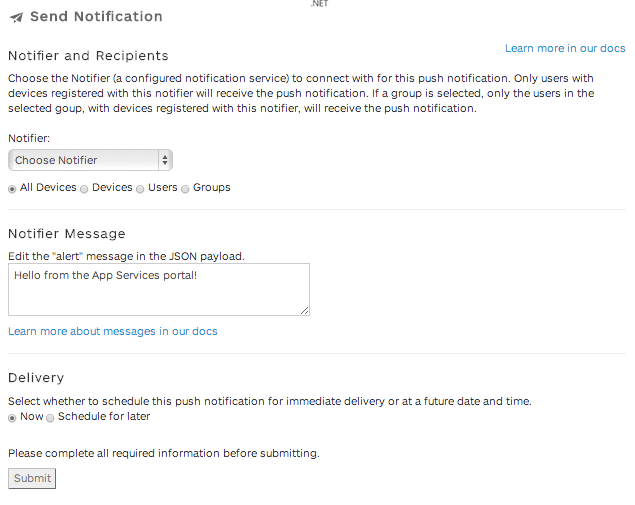 .NET
Send Notification
Notifier and Recipients
Learn more in our docs
Choose the Notifier (a configured notification service) to connect with for this push notification. Only users with
devices registered with this notifier will receive the push notification. If a group is selected, only the users in the
selected goup, with devices registered with this notifier, will receive the push notification.
Notifier:
Choose Notifier
All Devices Devices Users Groups
Notifier Message
Edit the "alert" message in the JSON payload.
Hello from the App Services portal!
Learn more about messages in our docs
Delivery
Select whether to schedule this push notification for immediate delivery or at a future date and time.
Now Schedule for later
Please complete all required information before submitting.
Submit